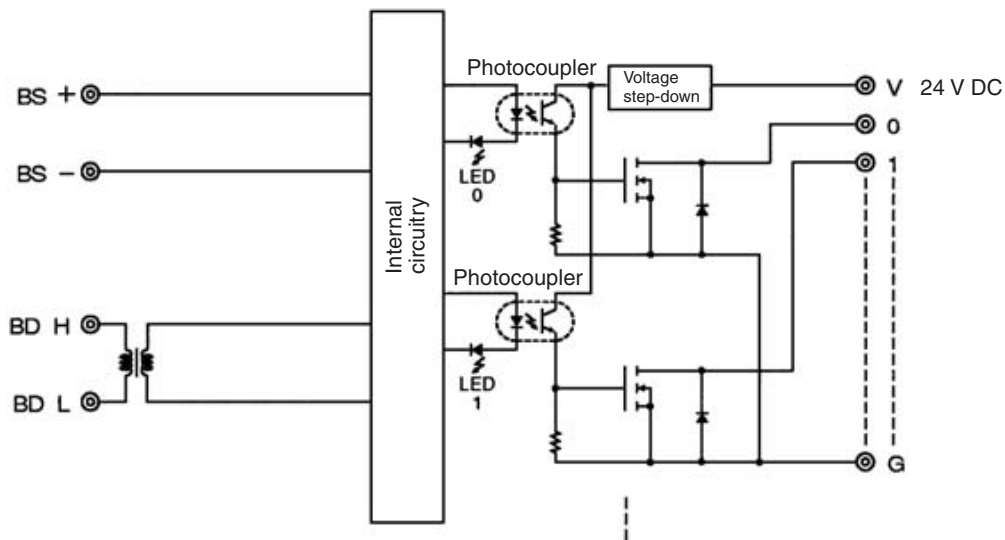 Photocoupler
Voltage
step-down
V 24 V DC
BS +
0
1
BS −
LED
0
Internal
circuitry
Photocoupler
BD H
LED
1
BD L
G